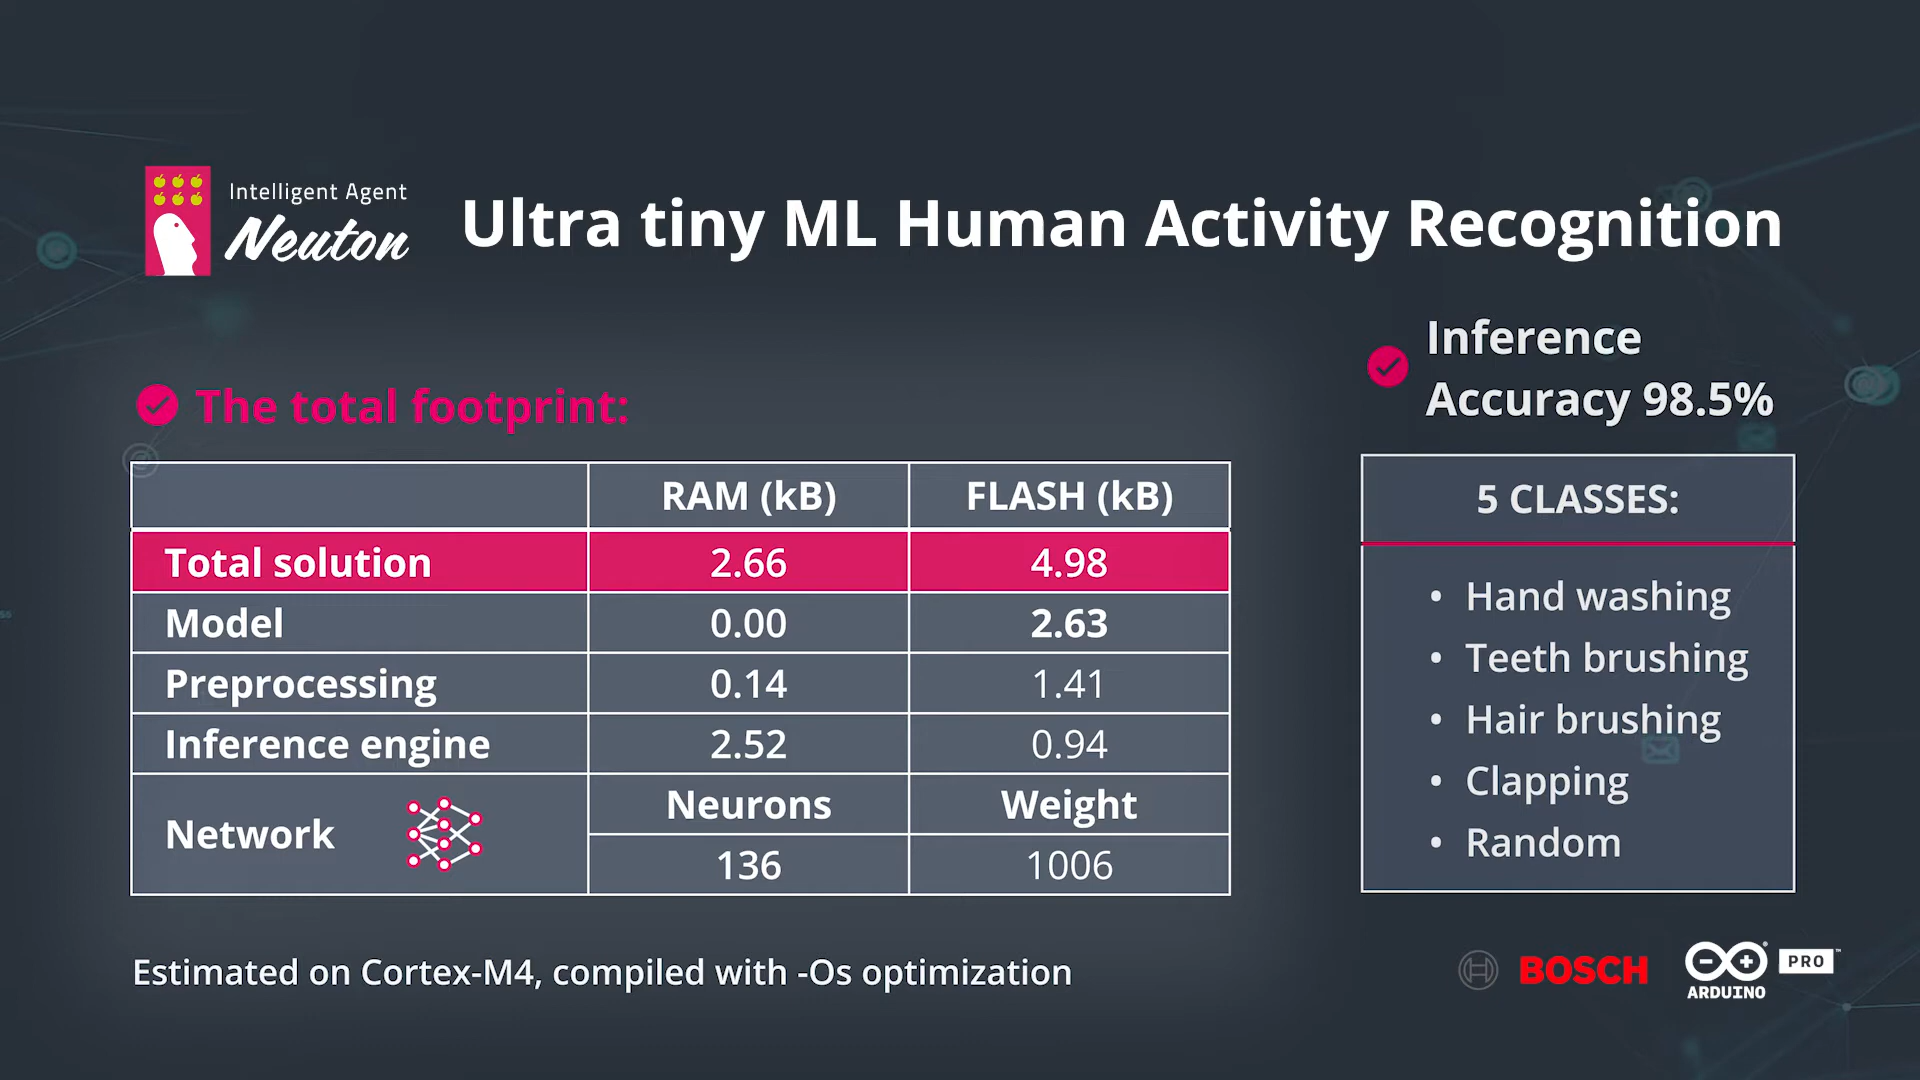 Intelligent Agent
Neuton
Ultra tiny ML Human Activity Recognition
The total footprint:
RAM (kB) FLASH (kB)
Total solution 2.66 4.98
Model 0.00 2.63
Preprocessing 0.14 1.41
Inference engine 2.52 0.94
Network Neurons Weight
136 1006
Estimated on Cortex-M4, compiled with -Os optimization
Inference
Accuracy 98.5%
5 CLASSES:
• Hand washing
• Teeth brushing
• Hair brushing
• Clapping
• Random
BOSCH
ARDUINO
PRO™